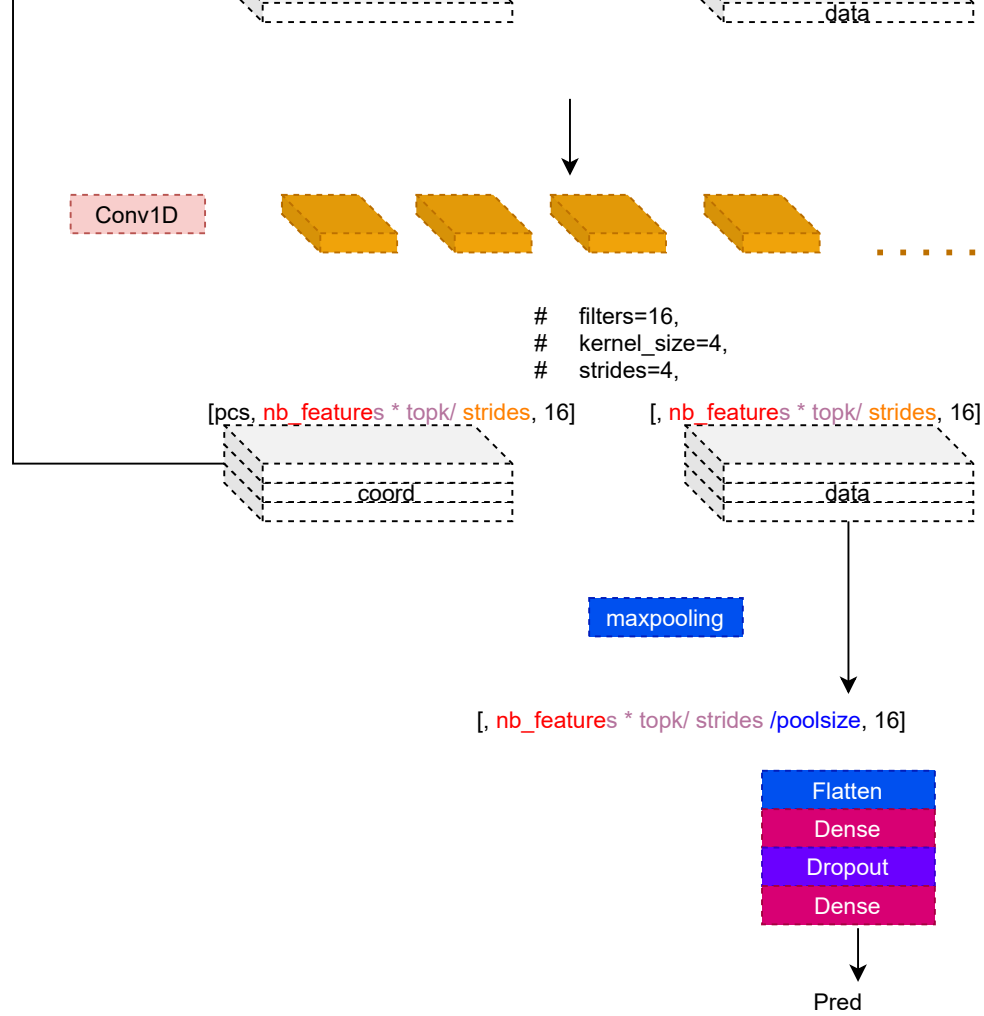 data
Conv1D
# filters=16,
# kernel_size=4,
# strides=4,
[pcs, nb_features * topk/ strides, 16]
[, nb_features * topk/ strides, 16]
coord
data
maxpooling
[, nb_features * topk/ strides /poolsize, 16]
Flatten
Dense
Dropout
Dense
Pred